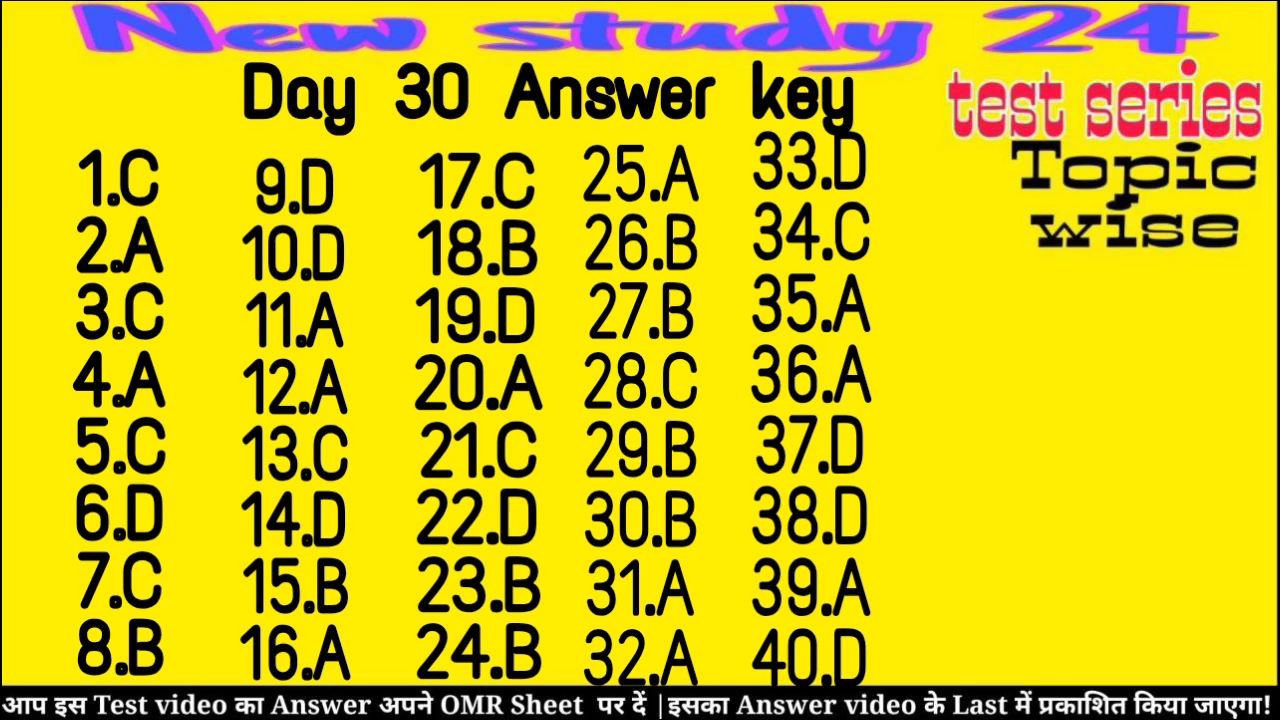 New study 24
Day 30 Answer key
test series
Topic
wise
1.C
2.A
3.C
4.A
5.C
6.D
7.C
8.B
9.D
10.D
11.A
12.A
13.C
14.D
15.B
16.A
17.C
18.B
19.D
20.A
21.C
22.D
23.B
24.B
25.A
26.B
27.B
28.C
29.B
30.B
31.A
32.A
33.D
34.C
35.A
36.A
37.D
38.D
39.A
40.D
आप इस Test video का Answer अपने OMR Sheet पर दें |इसका Answer video के Last में प्रकाशित किया जाएगा!